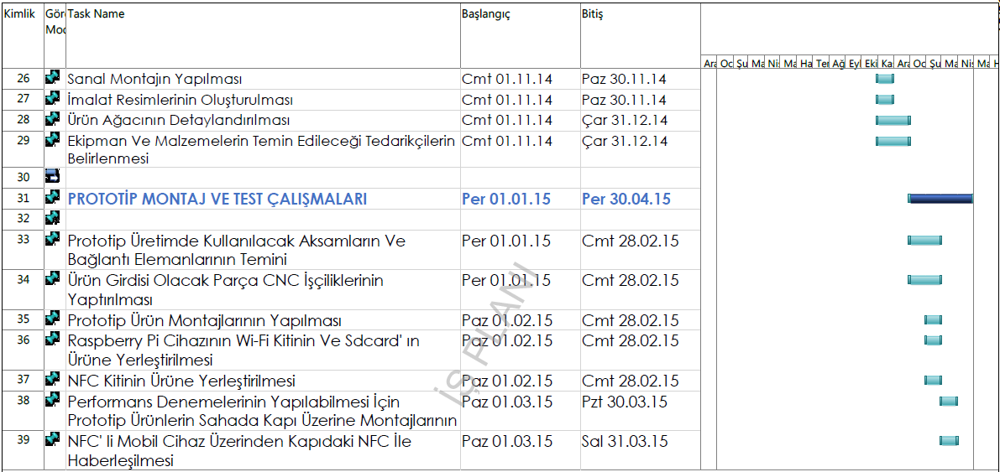 Kimlik Gör Task Name Başlangıç Bitiş
Mod
Ara Oc Şu Ma Nis Ma Ha Te Ağ Eyl Eki Ka Ara Oc Şu Ma Nis Ma H
26 Sanal Montajın Yapılması Cmt 01.11.14 Paz 30.11.14
27 İmalat Resimlerinin Oluşturulması Cmt 01.11.14 Paz 30.11.14
28 Ürün Ağacının Detaylandırılması Cmt 01.11.14 Çar 31.12.14
29 Ekipman Ve Malzemelerin Temin Edileceği Tedarikçilerin Cmt 01.11.14 Çar 31.12.14
Belirlenmesi
30
31 PROTOTİP MONTAJ VE TEST ÇALIŞMALARI Per 01.01.15 Per 30.04.15
32
33 Prototip Üretimde Kullanılacak Aksamların Ve Per 01.01.15 Cmt 28.02.15
Bağlantı Elemanlarının Temini
34 Ürün Girdisi Olacak Parça CNC İşçiliklerinin Per 01.01.15 Cmt 28.02.15
Yaptırılması
35 Prototip Ürün Montajlarının Yapılması Paz 01.02.15 Cmt 28.02.15
36 Raspberry Pi Cihazının Wi-Fi Kitinin Ve Sdcard' ın Paz 01.02.15 Cmt 28.02.15
Ürüne Yerleştirilmesi
37 NFC Kitinin Ürüne Yerleştirilmesi Paz 01.02.15 Cmt 28.02.15
38 Performans Denemelerinin Yapılabilmesi İçin Paz 01.03.15 Pzt 30.03.15
Prototip Ürünlerin Sahada Kapı Üzerine Montajlarının
39 NFC' li Mobil Cihaz Üzerinden Kapıdaki NFC İle Paz 01.03.15 Sal 31.03.15
Haberleşilmesi
İŞ PLANI